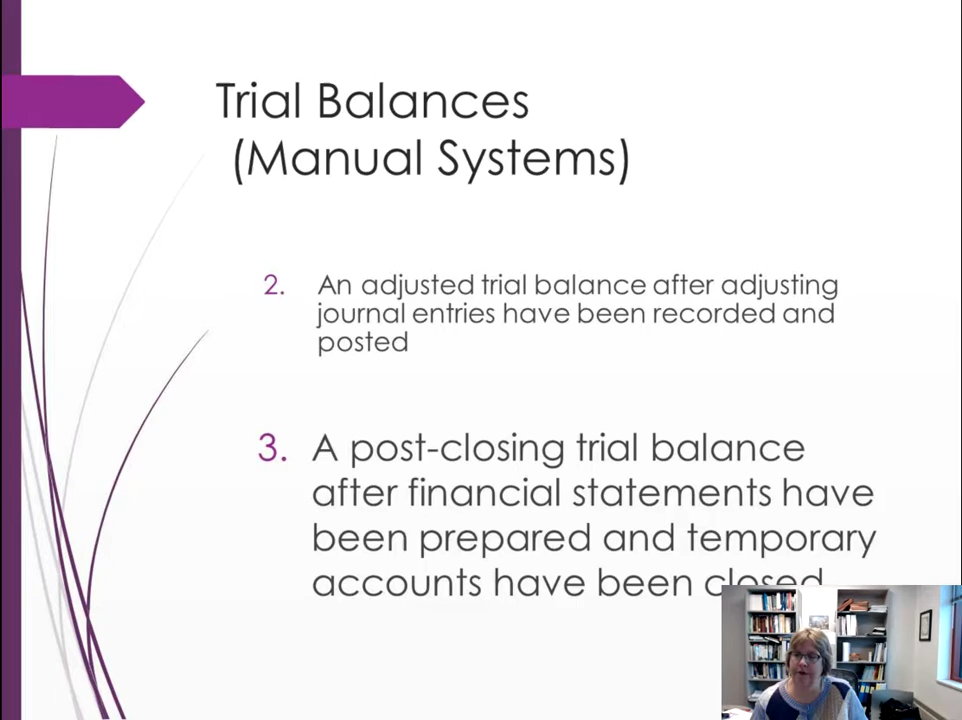 Trial Balances
(Manual Systems)
2. An adjusted trial balance after adjusting
journal entries have been recorded and
posted
3. A post-closing trial balance
after financial statements have
been prepared and temporary
accounts have been closed